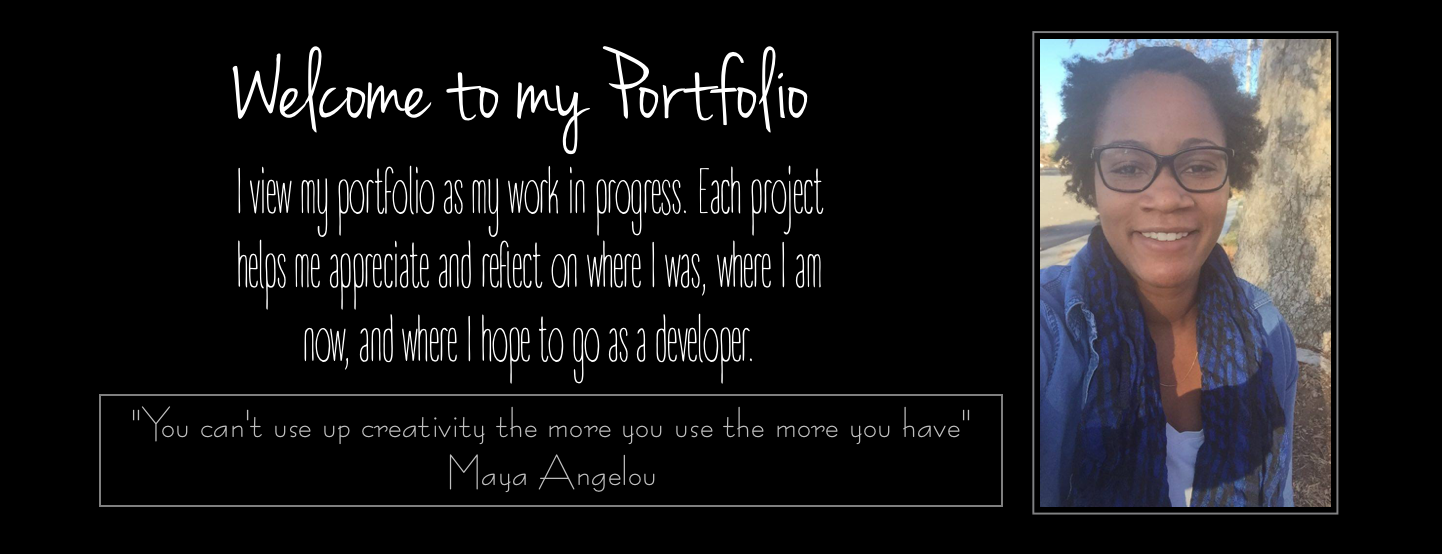 Welcome to my Portfolio
I view my portfolio as my work in progress. Each project
helps me appreciate and reflect on where I was, where I am
now, and where I hope to go as a developer.
"You can't use up creativity the more you use the more you have"
Maya Angelou